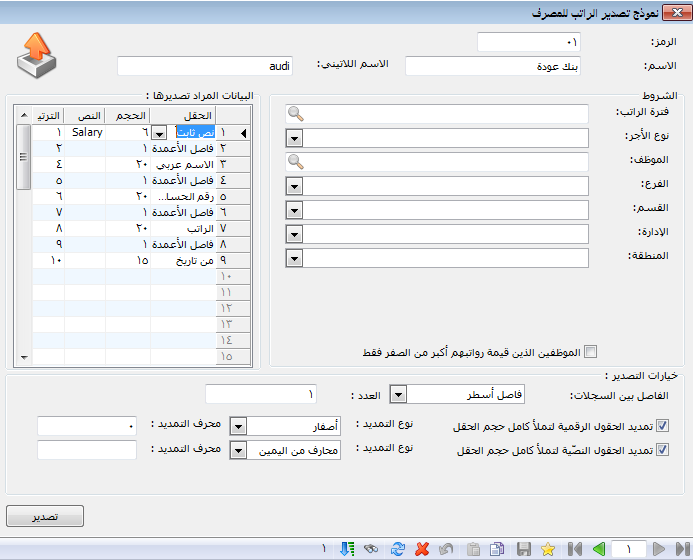 نموذج تصدير الراتب للمصرف
الرمز: ٠١
الاسم: بنك عودة الاسم اللاتيني: audi
الشروط
فترة الراتب:
نوع الأجر:
الموظف:
الفرع:
القسم:
الإدارة:
المنطقة:
الموظفين الذين قيمة رواتبهم أكبر من الصفر فقط
البيانات المراد تصديرها :
الحقل الحجم النص الترتي
١ نص ثابت ٦ Salary ١
٢ فاصل الأعمدة ١ ٢
٣ الاسم عربي ٢٠ ٤
٤ فاصل الأعمدة ١ ٥
٥ رقم الحسا... ٢٠ ٦
٦ فاصل الأعمدة ١ ٧
٧ الراتب ٢٠ ٨
٨ فاصل الأعمدة ١ ٩
٩ من تاريخ ١٥ ١٠
١٠
١١
١٢
١٣
١٤
١٥
خيارات التصدير :
الفاصل بين السجلات: فاصل أسطر العدد : ١
تمديد الحقول الرقمية لتملأ كامل حجم الحقل نوع التمديد : أصفار محرف التمديد : ٠
تمديد الحقول النصّية لتملأ كامل حجم الحقل نوع التمديد : محارف من اليمين محرف التمديد :
تصدير
١ ١